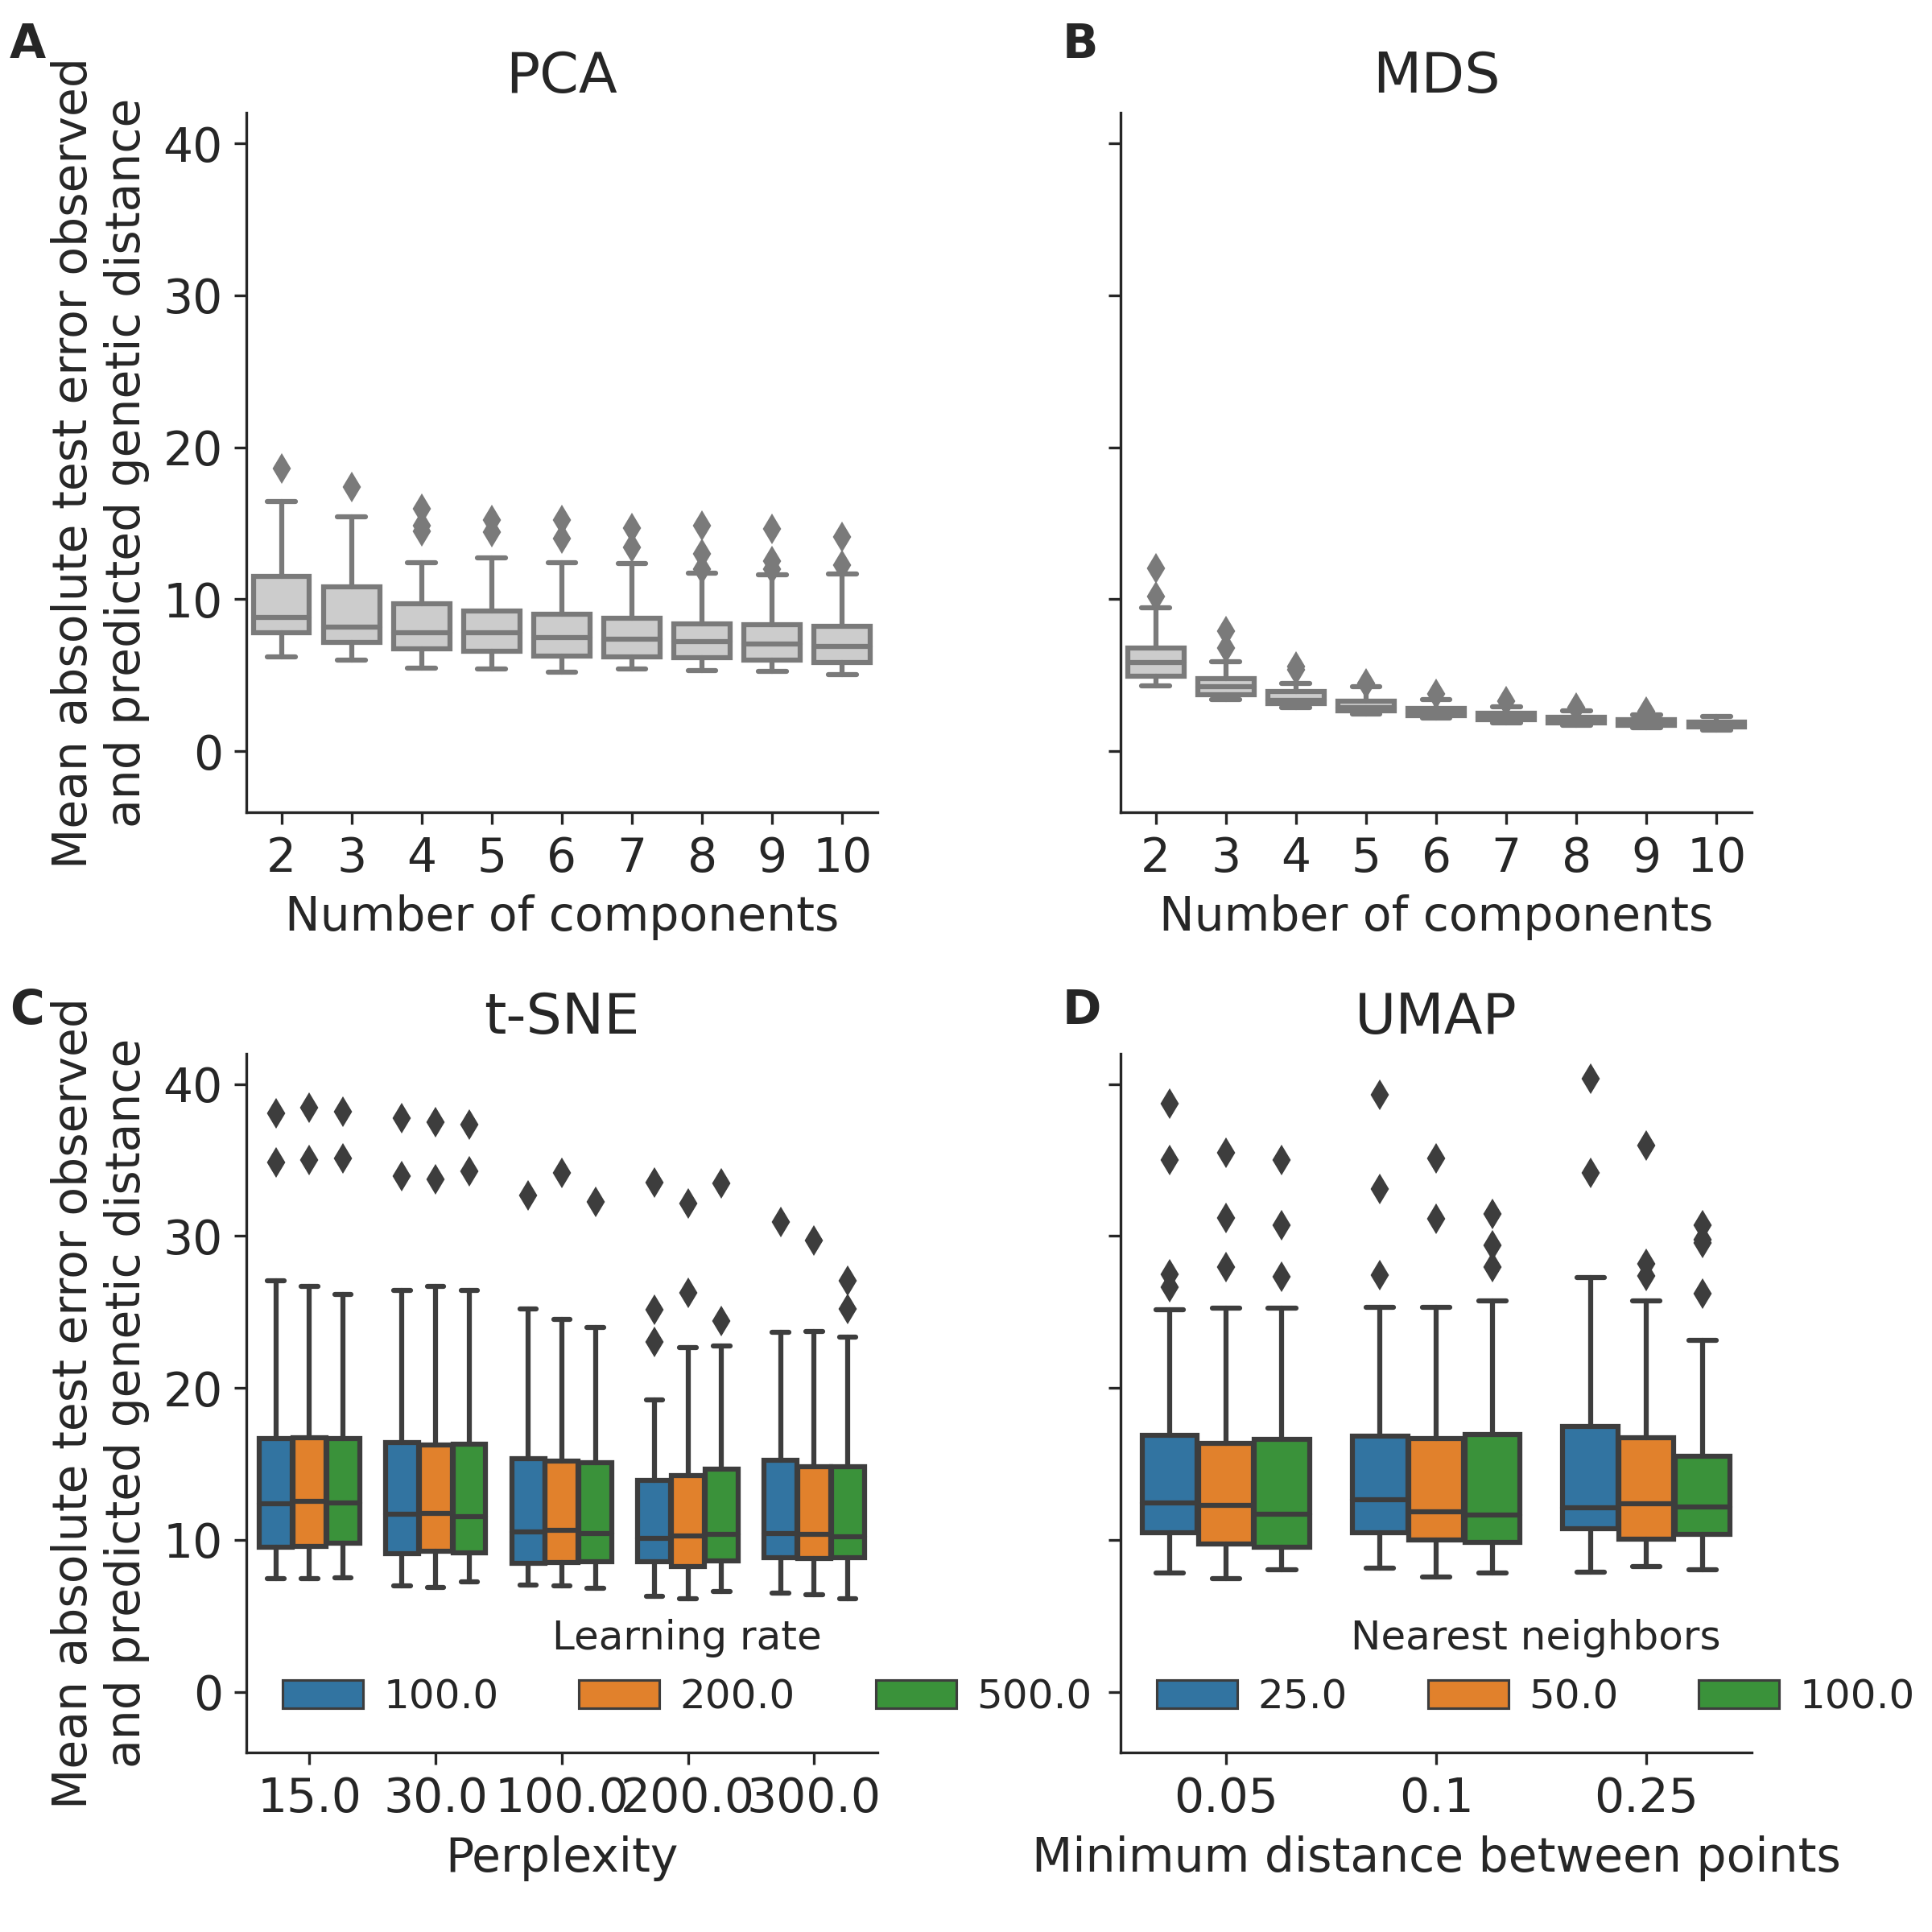 A
PCA
Mean absolute test error observed
and predicted genetic distance
40
30
20
10
0
2 3 4 5 6 7 8 9 10
Number of components
B
MDS
2 3 4 5 6 7 8 9 10
Number of components
C
t-SNE
Mean absolute test error observed
and predicted genetic distance
40
30
20
10
0
Learning rate
100.0 200.0 500.0
15.0 30.0 100.0 200.0 300.0
Perplexity
D
UMAP
Nearest neighbors
25.0 50.0 100.0
0.05 0.1 0.25
Minimum distance between points